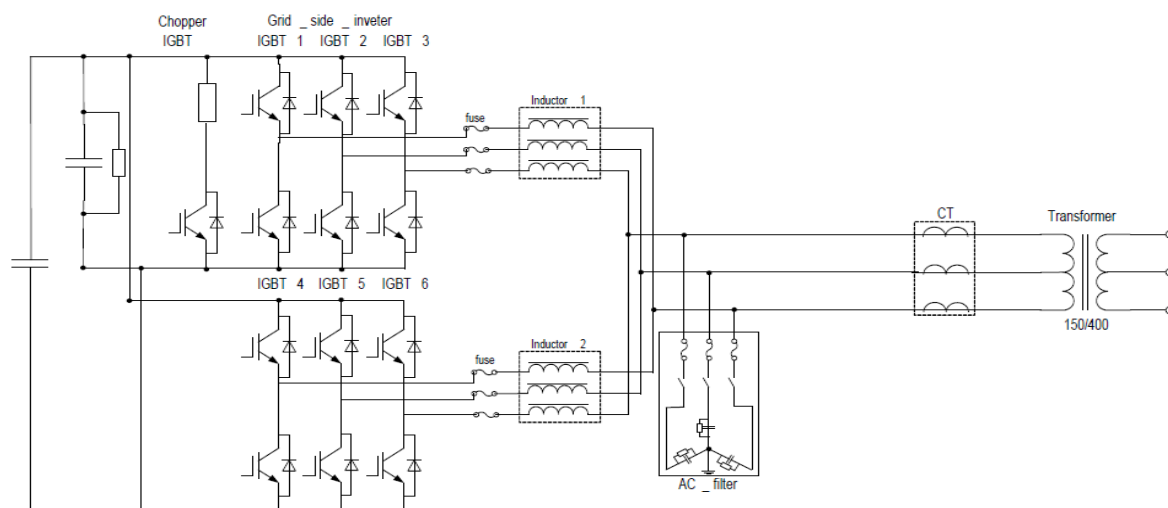 Chopper
IGBT
Grid _ side _ inveter
IGBT 1 IGBT 2 IGBT 3
fuse
Inductor 1
CT
Transformer
150/400
IGBT 4 IGBT 5 IGBT 6
fuse
Inductor 2
AC _ filter